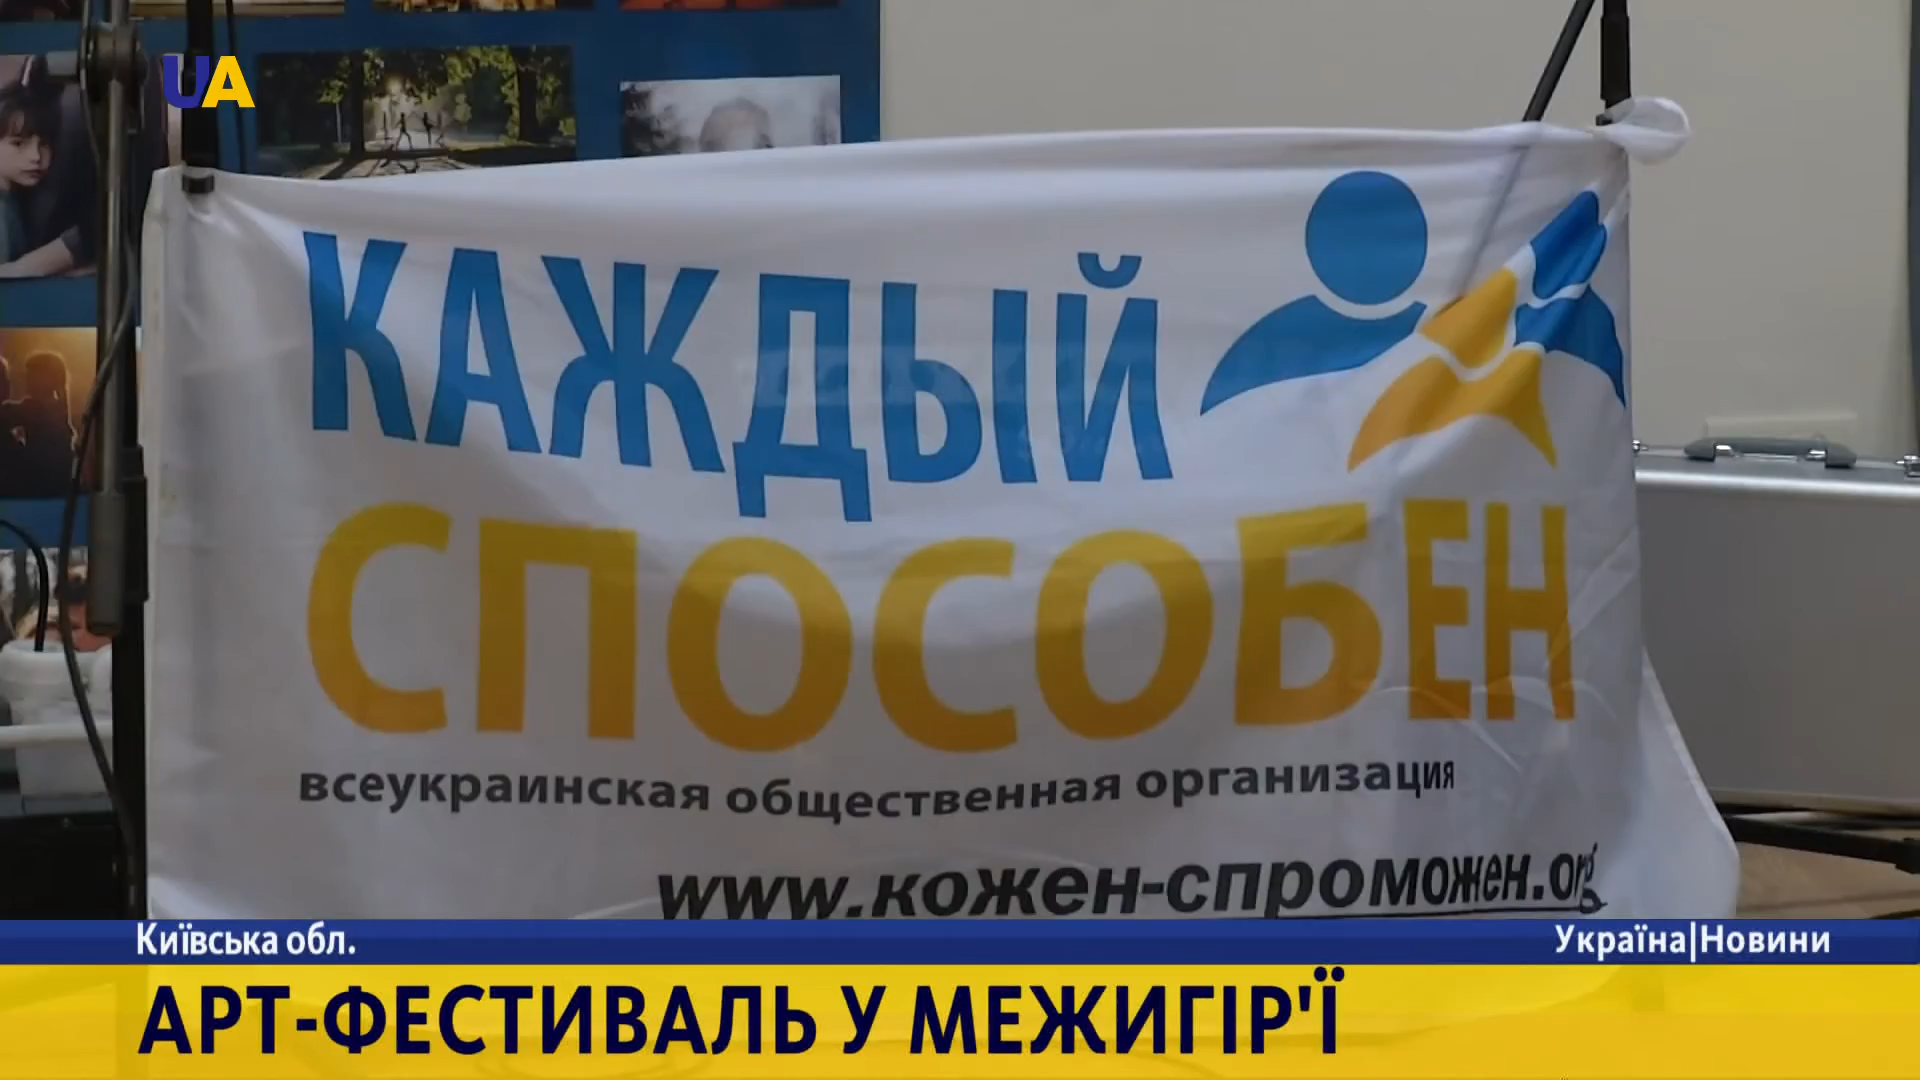 UA
КАЖДЫЙ
СПОСОБЕН
всеукраинская общественная организация
www.кожен-спроможен.org
Київська обл.
Україна|Новини
АРТ-ФЕСТИВАЛЬ У МЕЖИГІР'Ї